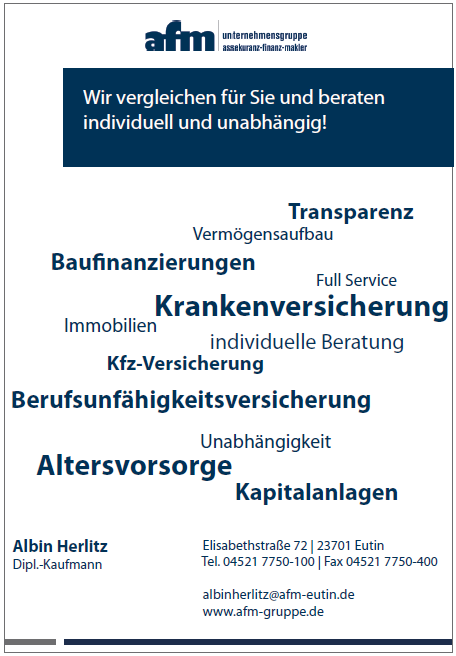 afm unternehmensgruppe
assekuranz-finanz-makler
Wir vergleichen für Sie und beraten
individuell und unabhängig!
Transparenz
Vermögensaufbau
Baufinanzierungen
Full Service
Krankenversicherung
Immobilien
individuelle Beratung
Kfz-Versicherung
Berufsunfähigkeitsversicherung
Unabhängigkeit
Altersvorsorge
Kapitalanlagen
Albin Herlitz
Dipl.-Kaufmann
Elisabethstraße 72 | 23701 Eutin
Tel. 04521 7750-100 | Fax 04521 7750-400
albinherlitz@afm-eutin.de
www.afm-gruppe.de